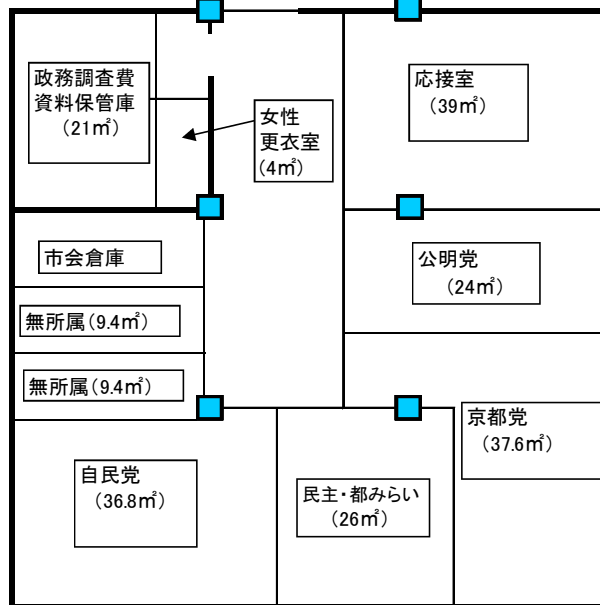 政務調査費
資料保管庫
（21㎡）
女性
更衣室
（4㎡）
応接室
（39㎡）
市会倉庫
公明党
（24㎡）
無所属（9.4㎡）
無所属（9.4㎡）
京都党
（37.6㎡）
自民党
（36.8㎡）
民主・都みらい
（26㎡）